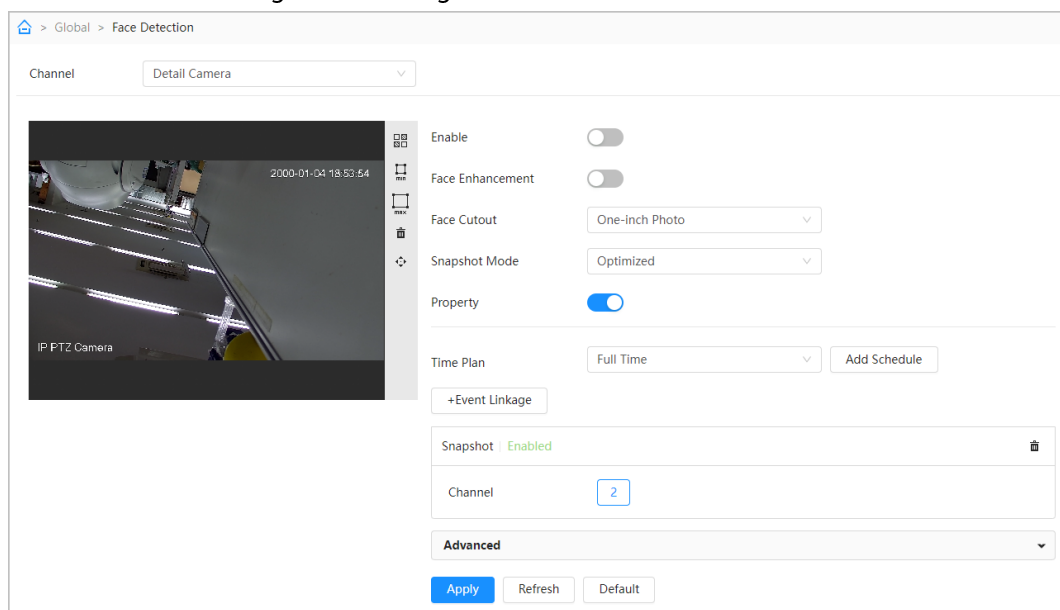 > Global > Face Detection
Channel Detail Camera
2000-01-04 18:53:54
min
max
IP PTZ Camera
Enable
Face Enhancement
Face Cutout One-inch Photo
Snapshot Mode Optimized
Property
Time Plan Full Time Add Schedule
+Event Linkage
Snapshot | Enabled
Channel 2
Advanced
Apply Refresh Default